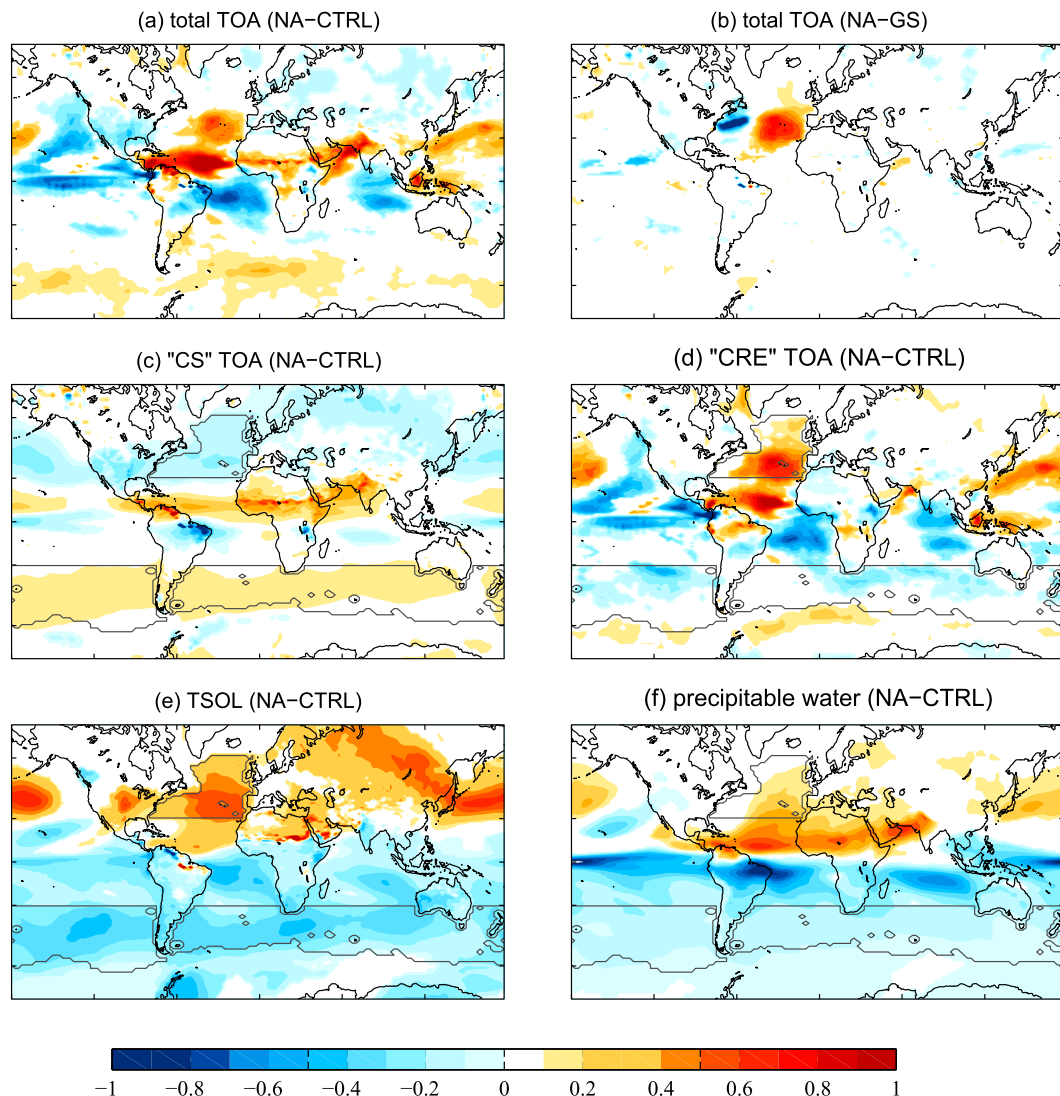 (a) total TOA (NA−CTRL)
(b) total TOA (NA−GS)
(c) "CS" TOA (NA−CTRL)
(d) "CRE" TOA (NA−CTRL)
(e) TSOL (NA−CTRL)
(f) precipitable water (NA−CTRL)
−1 −0.8 −0.6 −0.4 −0.2 0 0.2 0.4 0.6 0.8 1